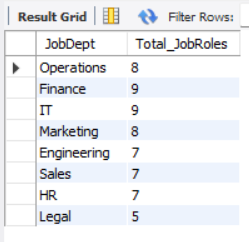 Result Grid Filter Rows:
JobDept Total_JobRoles
Operations 8
Finance 9
IT 9
Marketing 8
Engineering 7
Sales 7
HR 7
Legal 5